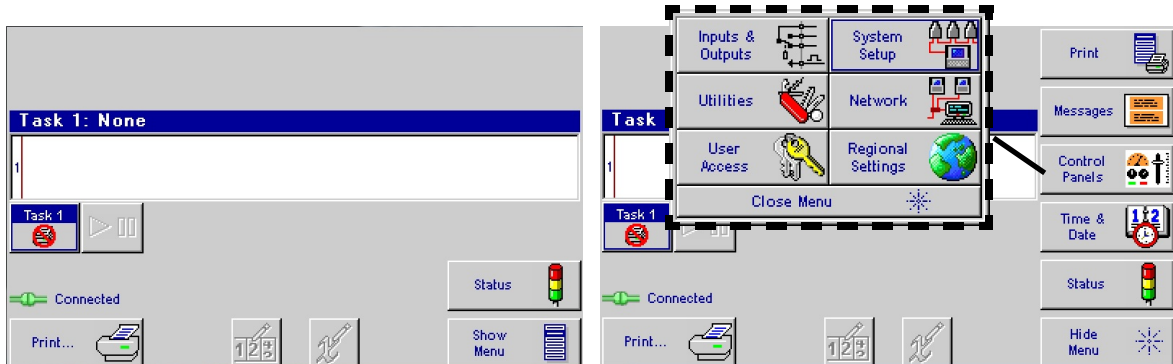 Task 1: None
1
Task 1
Connected
Status
Print...
Show
Menu
Inputs &
Outputs
System
Setup
Utilities
Network
User
Access
Regional
Settings
Close Menu
Print
Messages
Control
Panels
Time &
Date
Status
Hide
Menu
Task
1
Task 1
Connected
Print...